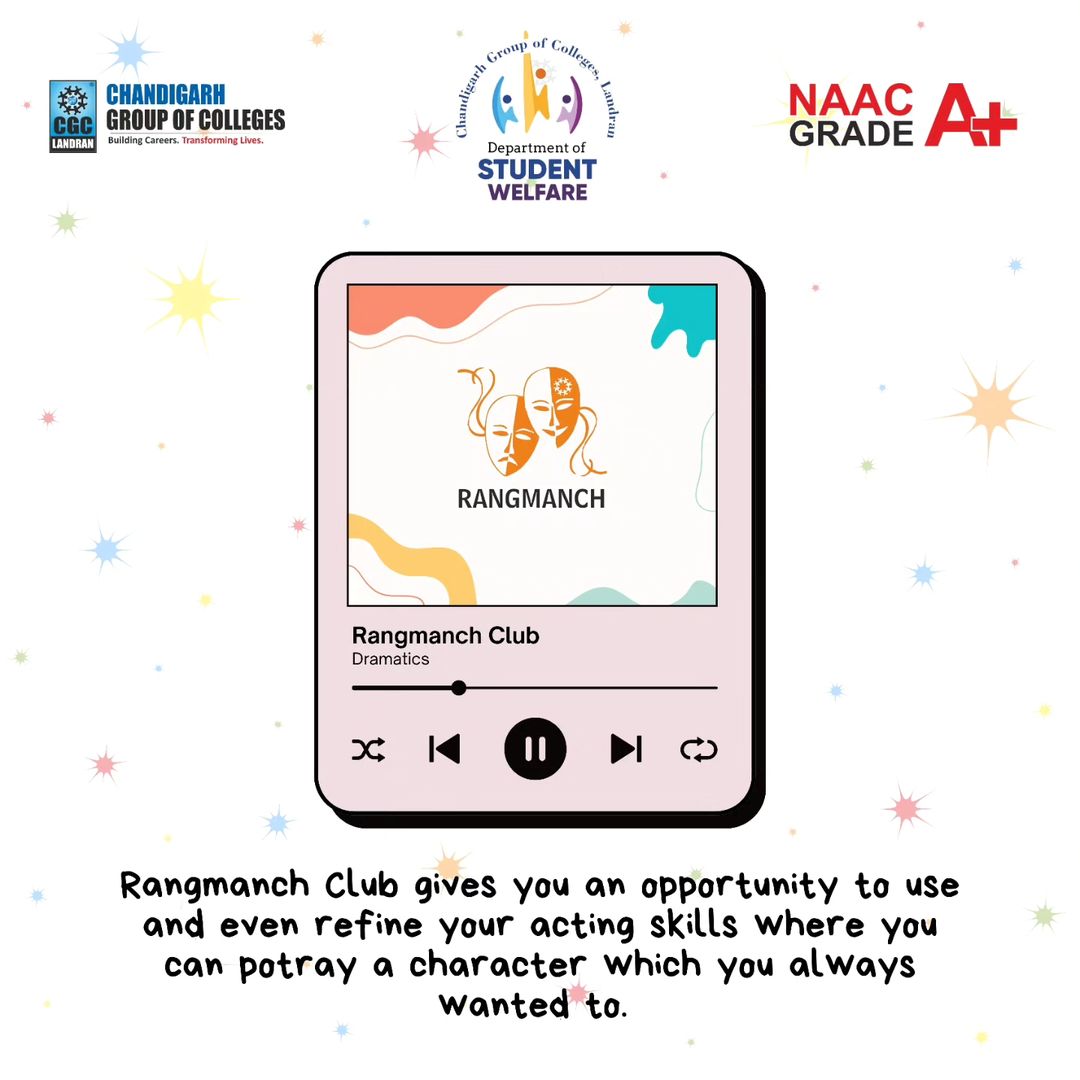 CHANDIGARH
GROUP OF COLLEGES
Building Careers. Transforming Lives.
CGC
LANDRAN
Chandigarh Group of Colleges, Landran
Department of
STUDENT
WELFARE
NAAC
GRADE A+
RANGMANCH
Rangmanch Club
Dramatics
Rangmanch Club gives you an opportunity to use
and even refine your acting skills where you
can potray a character which you always
wanted to.